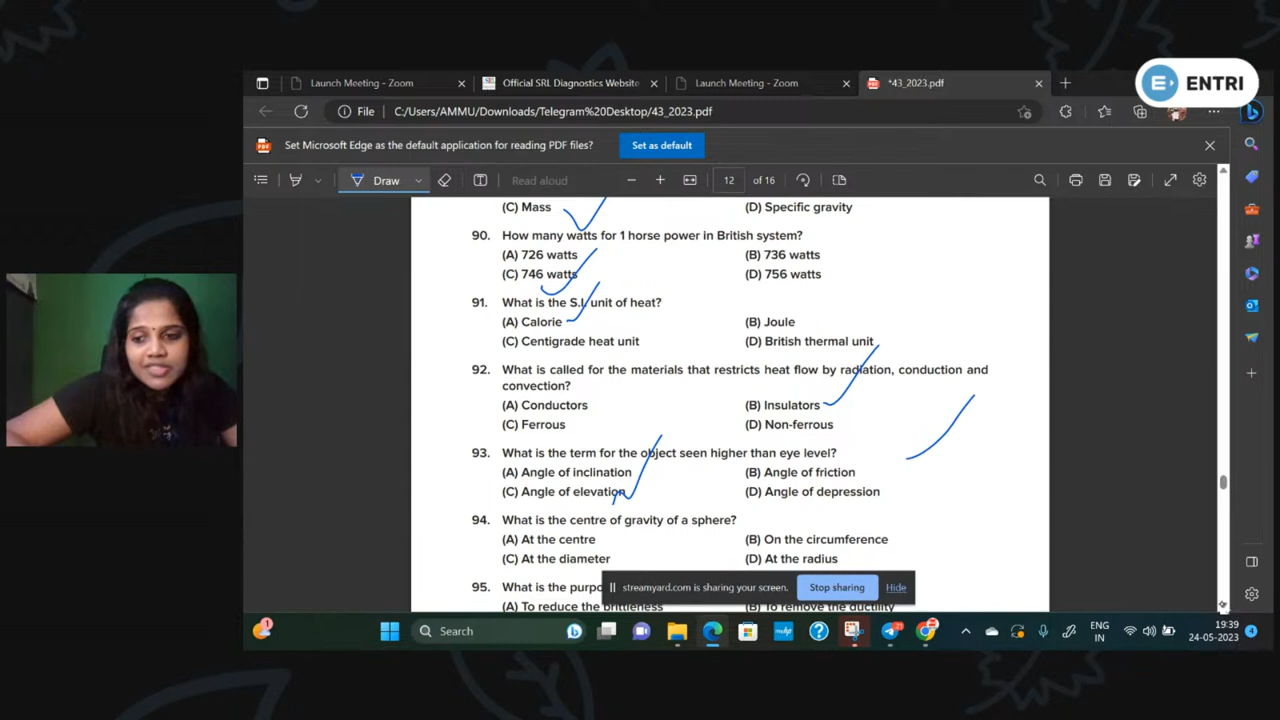 ENTRI
Launch Meeting - Zoom
Official SRL Diagnostics Website
Launch Meeting - Zoom
*43_2023.pdf
File
C:/Users/AMMU/Downloads/Telegram%20Desktop/43_2023.pdf
Set Microsoft Edge as the default application for reading PDF files?
Set as default
Draw
Read aloud
12 of 16
(C) Mass (D) Specific gravity
90. How many watts for 1 horse power in British system?
(A) 726 watts (B) 736 watts
(C) 746 watts (D) 756 watts
91. What is the S.I. unit of heat?
(A) Calorie (B) Joule
(C) Centigrade heat unit (D) British thermal unit
92. What is called for the materials that restricts heat flow by radiation, conduction and
convection?
(A) Conductors (B) Insulators
(C) Ferrous (D) Non-ferrous
93. What is the term for the object seen higher than eye level?
(A) Angle of inclination (B) Angle of friction
(C) Angle of elevation (D) Angle of depression
94. What is the centre of gravity of a sphere?
(A) At the centre (B) On the circumference
(C) At the diameter (D) At the radius
95. What is the
(A) To reduce the brittleness (B) To remove the ductility
streamyard.com is sharing your screen.
Stop sharing
Hide
Search
ENG
IN
19:39
24-05-2023